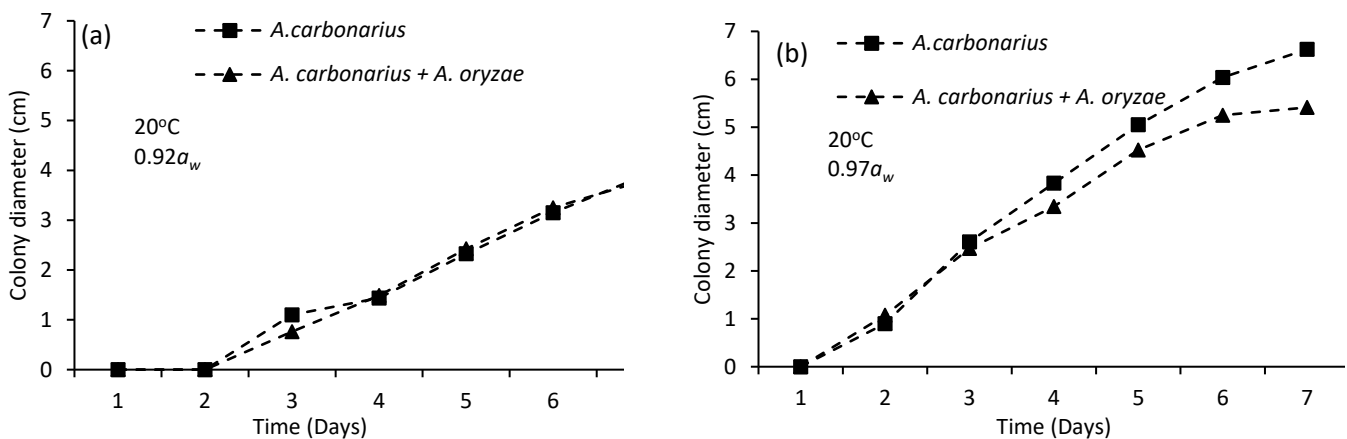 (a)
A.carbonarius
A. carbonarius + A. oryzae
20°C
0.92aw
Colony diameter (cm)
7
6
5
4
3
2
1
0
1 2 3 4 5 6
Time (Days)
(b)
A.carbonarius
A. carbonarius + A. oryzae
20°C
0.97aw
Colony diameter (cm)
7
6
5
4
3
2
1
0
1 2 3 4 5 6 7
Time (Days)